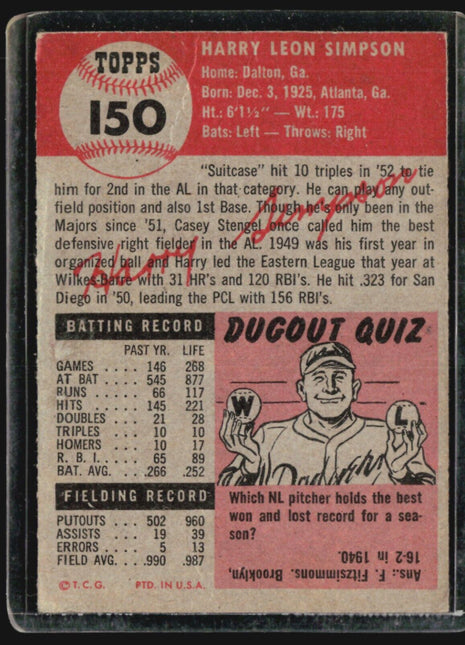 TOPPS
150
HARRY LEON SIMPSON
Home: Dalton, Ga.
Born: Dec. 3, 1925, Atlanta, Ga.
Ht.: 6'1½" — Wt.: 175
Bats: Left — Throws: Right
"Suitcase" hit 10 triples in '52 to tie
him for 2nd in the AL in that category. He can play any out-
field position and also 1st Base. Though he's only been in the
Majors since '51, Casey Stengel once called him the best
defensive right fielder in the AL. 1949 was his first year in
organized ball and Harry led the Eastern League that year at
Wilkes-Barre with 31 HR's and 120 RBI's. He hit .323 for San
Diego in '50, leading the PCL with 156 RBI's.
Harry Simpson
BATTING RECORD
PAST YR. LIFE
GAMES .... 146 268
AT BAT .... 545 877
RUNS .... 66 117
HITS .... 145 221
DOUBLES .... 21 28
TRIPLES .... 10 10
HOMERS .... 10 17
R. B. I. .... 65 89
BAT. AVG. ... .266 .252
FIELDING RECORD
PUTOUTS ... 502 960
ASSISTS .... 19 39
ERRORS .... 5 13
FIELD AVG. ... .990 .987
© T. C. G. PTD. IN U.S.A.
DUGOUT QUIZ
W L
Dodgers
Which NL pitcher holds the best
won and lost record for a sea-
son?
Ans.: F. Fitzsimmons, Brooklyn,
16-2 in 1940.